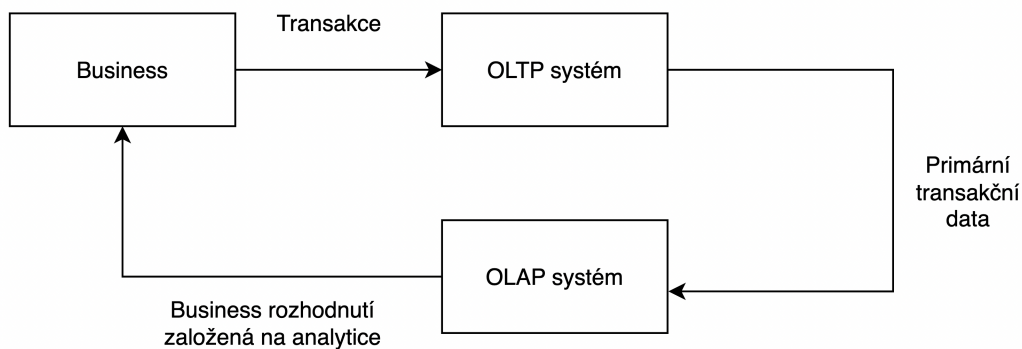 Transakce
Business
OLTP systém
Primární
transakční
data
OLAP systém
Business rozhodnutí
založená na analytice